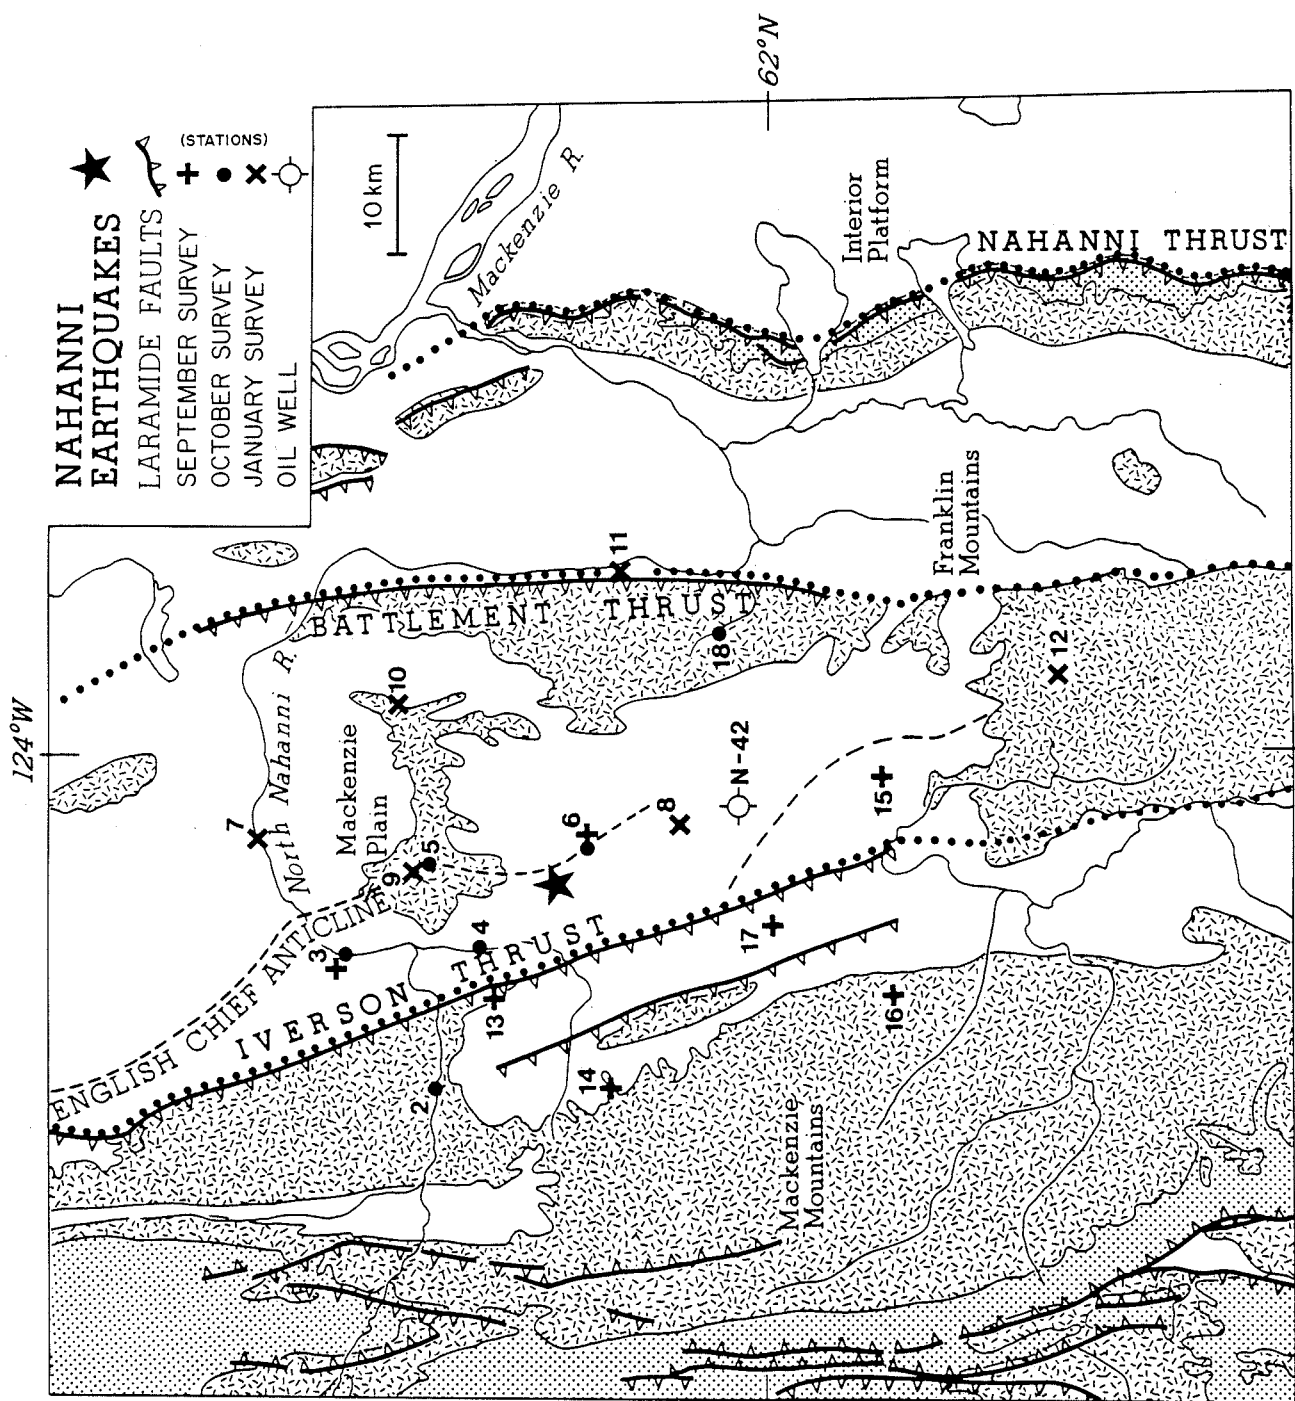 NAHANNI
EARTHQUAKES
LARAMIDE FAULTS
(STATIONS)
SEPTEMBER SURVEY
OCTOBER SURVEY
JANUARY SURVEY
OIL WELL
10 km
62°N
124°W
Mackenzie R.
Interior
Platform
NAHANNI THRUST
Franklin
Mountains
BATTLEMENT THRUST
North Nahanni R.
Mackenzie
Plain
ENGLISH CHIEF ANTICLINE
IVERSON THRUST
Mackenzie
Mountains
N-42
2
3
4
5
6
7
8
9
10
11
12
13
14
15
16
17
18